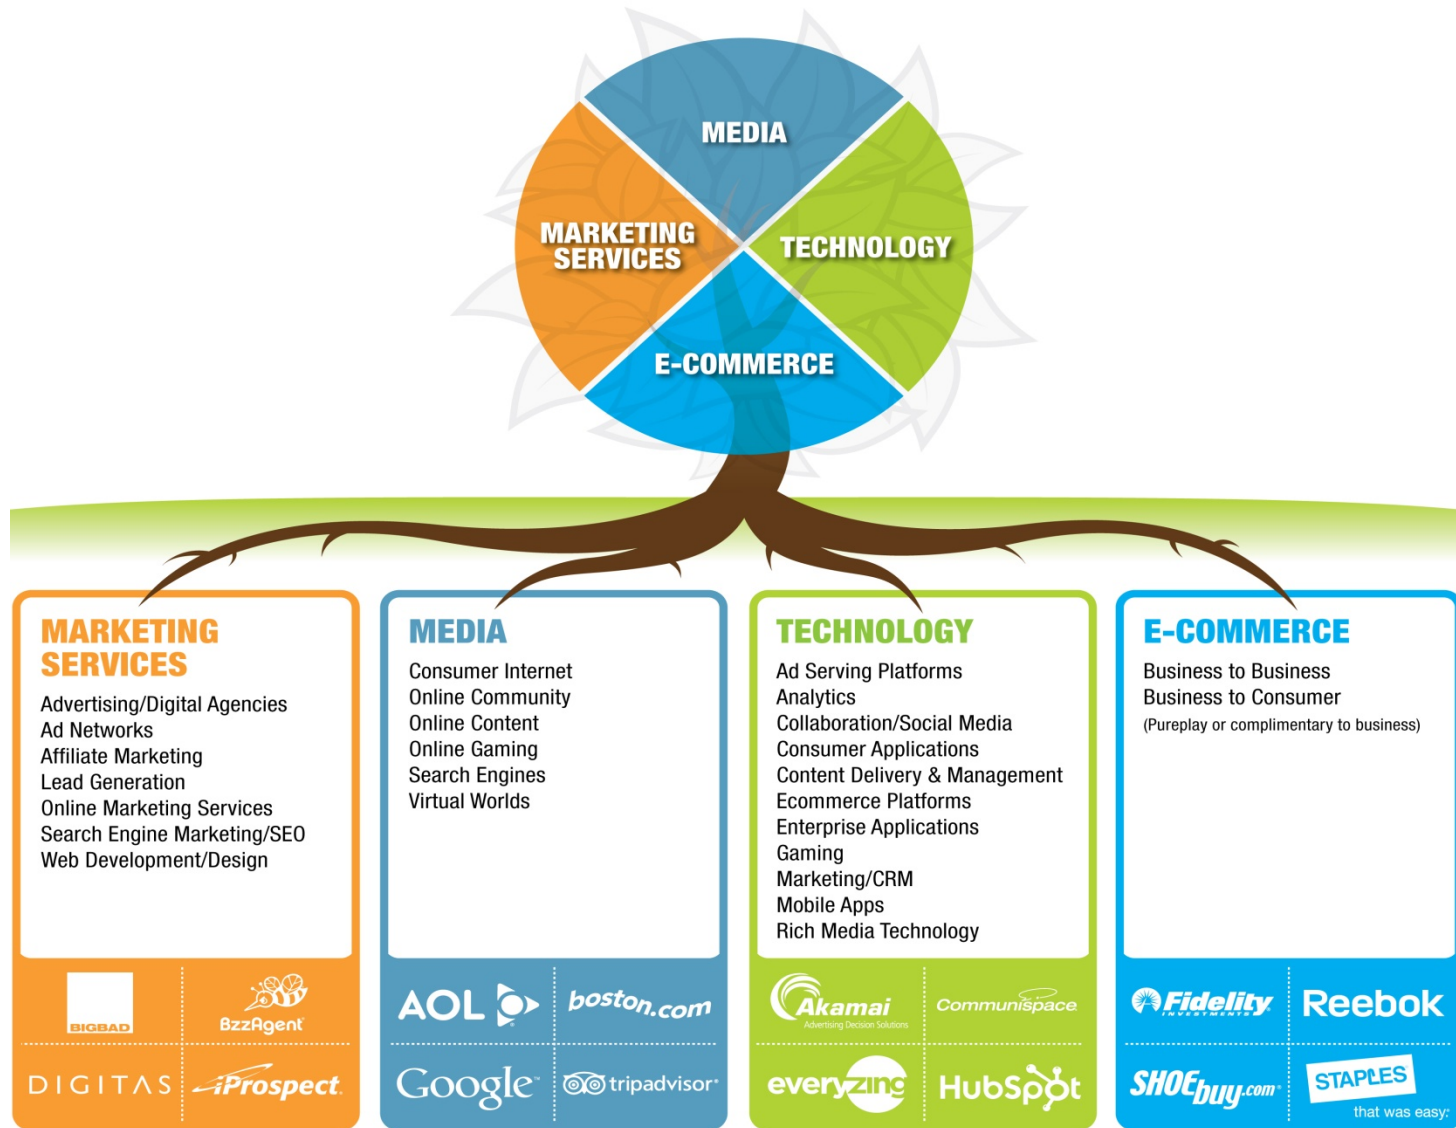 MEDIA
MARKETING
SERVICES
TECHNOLOGY
E-COMMERCE
MARKETING
SERVICES
Advertising/Digital Agencies
Ad Networks
Affiliate Marketing
Lead Generation
Online Marketing Services
Search Engine Marketing/SEO
Web Development/Design
BIGBAD
BzzAgent
DIGITAS
iProspect.
MEDIA
Consumer Internet
Online Community
Online Content
Online Gaming
Search Engines
Virtual Worlds
AOL
boston.com
Google™
tripadvisor®
TECHNOLOGY
Ad Serving Platforms
Analytics
Collaboration/Social Media
Consumer Applications
Content Delivery & Management
Ecommerce Platforms
Enterprise Applications
Gaming
Marketing/CRM
Mobile Apps
Rich Media Technology
Akamai
Advertising Decision Solutions
Communispace
everyzing
HubSpot
E-COMMERCE
Business to Business
Business to Consumer
(Pureplay or complimentary to business)
Fidelity
INVESTMENTS®
Reebok
SHOEbuy.com®
STAPLES
that was easy.